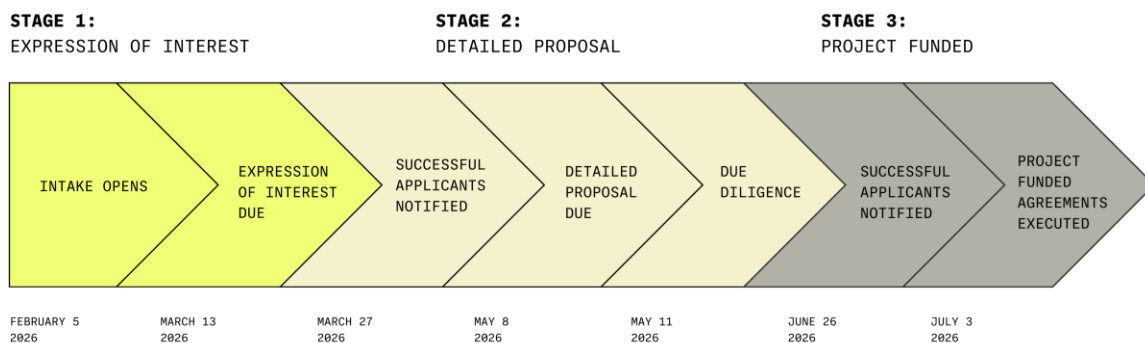 STAGE 1:
EXPRESSION OF INTEREST
STAGE 2:
DETAILED PROPOSAL
STAGE 3:
PROJECT FUNDED
INTAKE OPENS
EXPRESSION
OF INTEREST
DUE
SUCCESSFUL
APPLICANTS
NOTIFIED
DETAILED
PROPOSAL
DUE
DUE
DILIGENCE
SUCCESSFUL
APPLICANTS
NOTIFIED
PROJECT
FUNDED
AGREEMENTS
EXECUTED
FEBRUARY 5
2026
MARCH 13
2026
MARCH 27
2026
MAY 8
2026
MAY 11
2026
JUNE 26
2026
JULY 3
2026